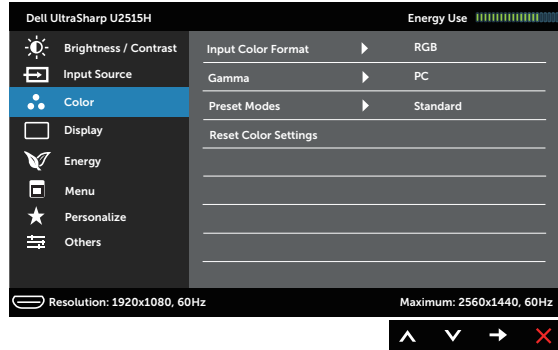 Dell UltraSharp U2515H Energy Use
Brightness / Contrast Input Color Format RGB
Input Source Gamma PC
Color Preset Modes Standard
Display Reset Color Settings
Energy
Menu
Personalize
Others
Resolution: 1920x1080, 60Hz Maximum: 2560x1440, 60Hz